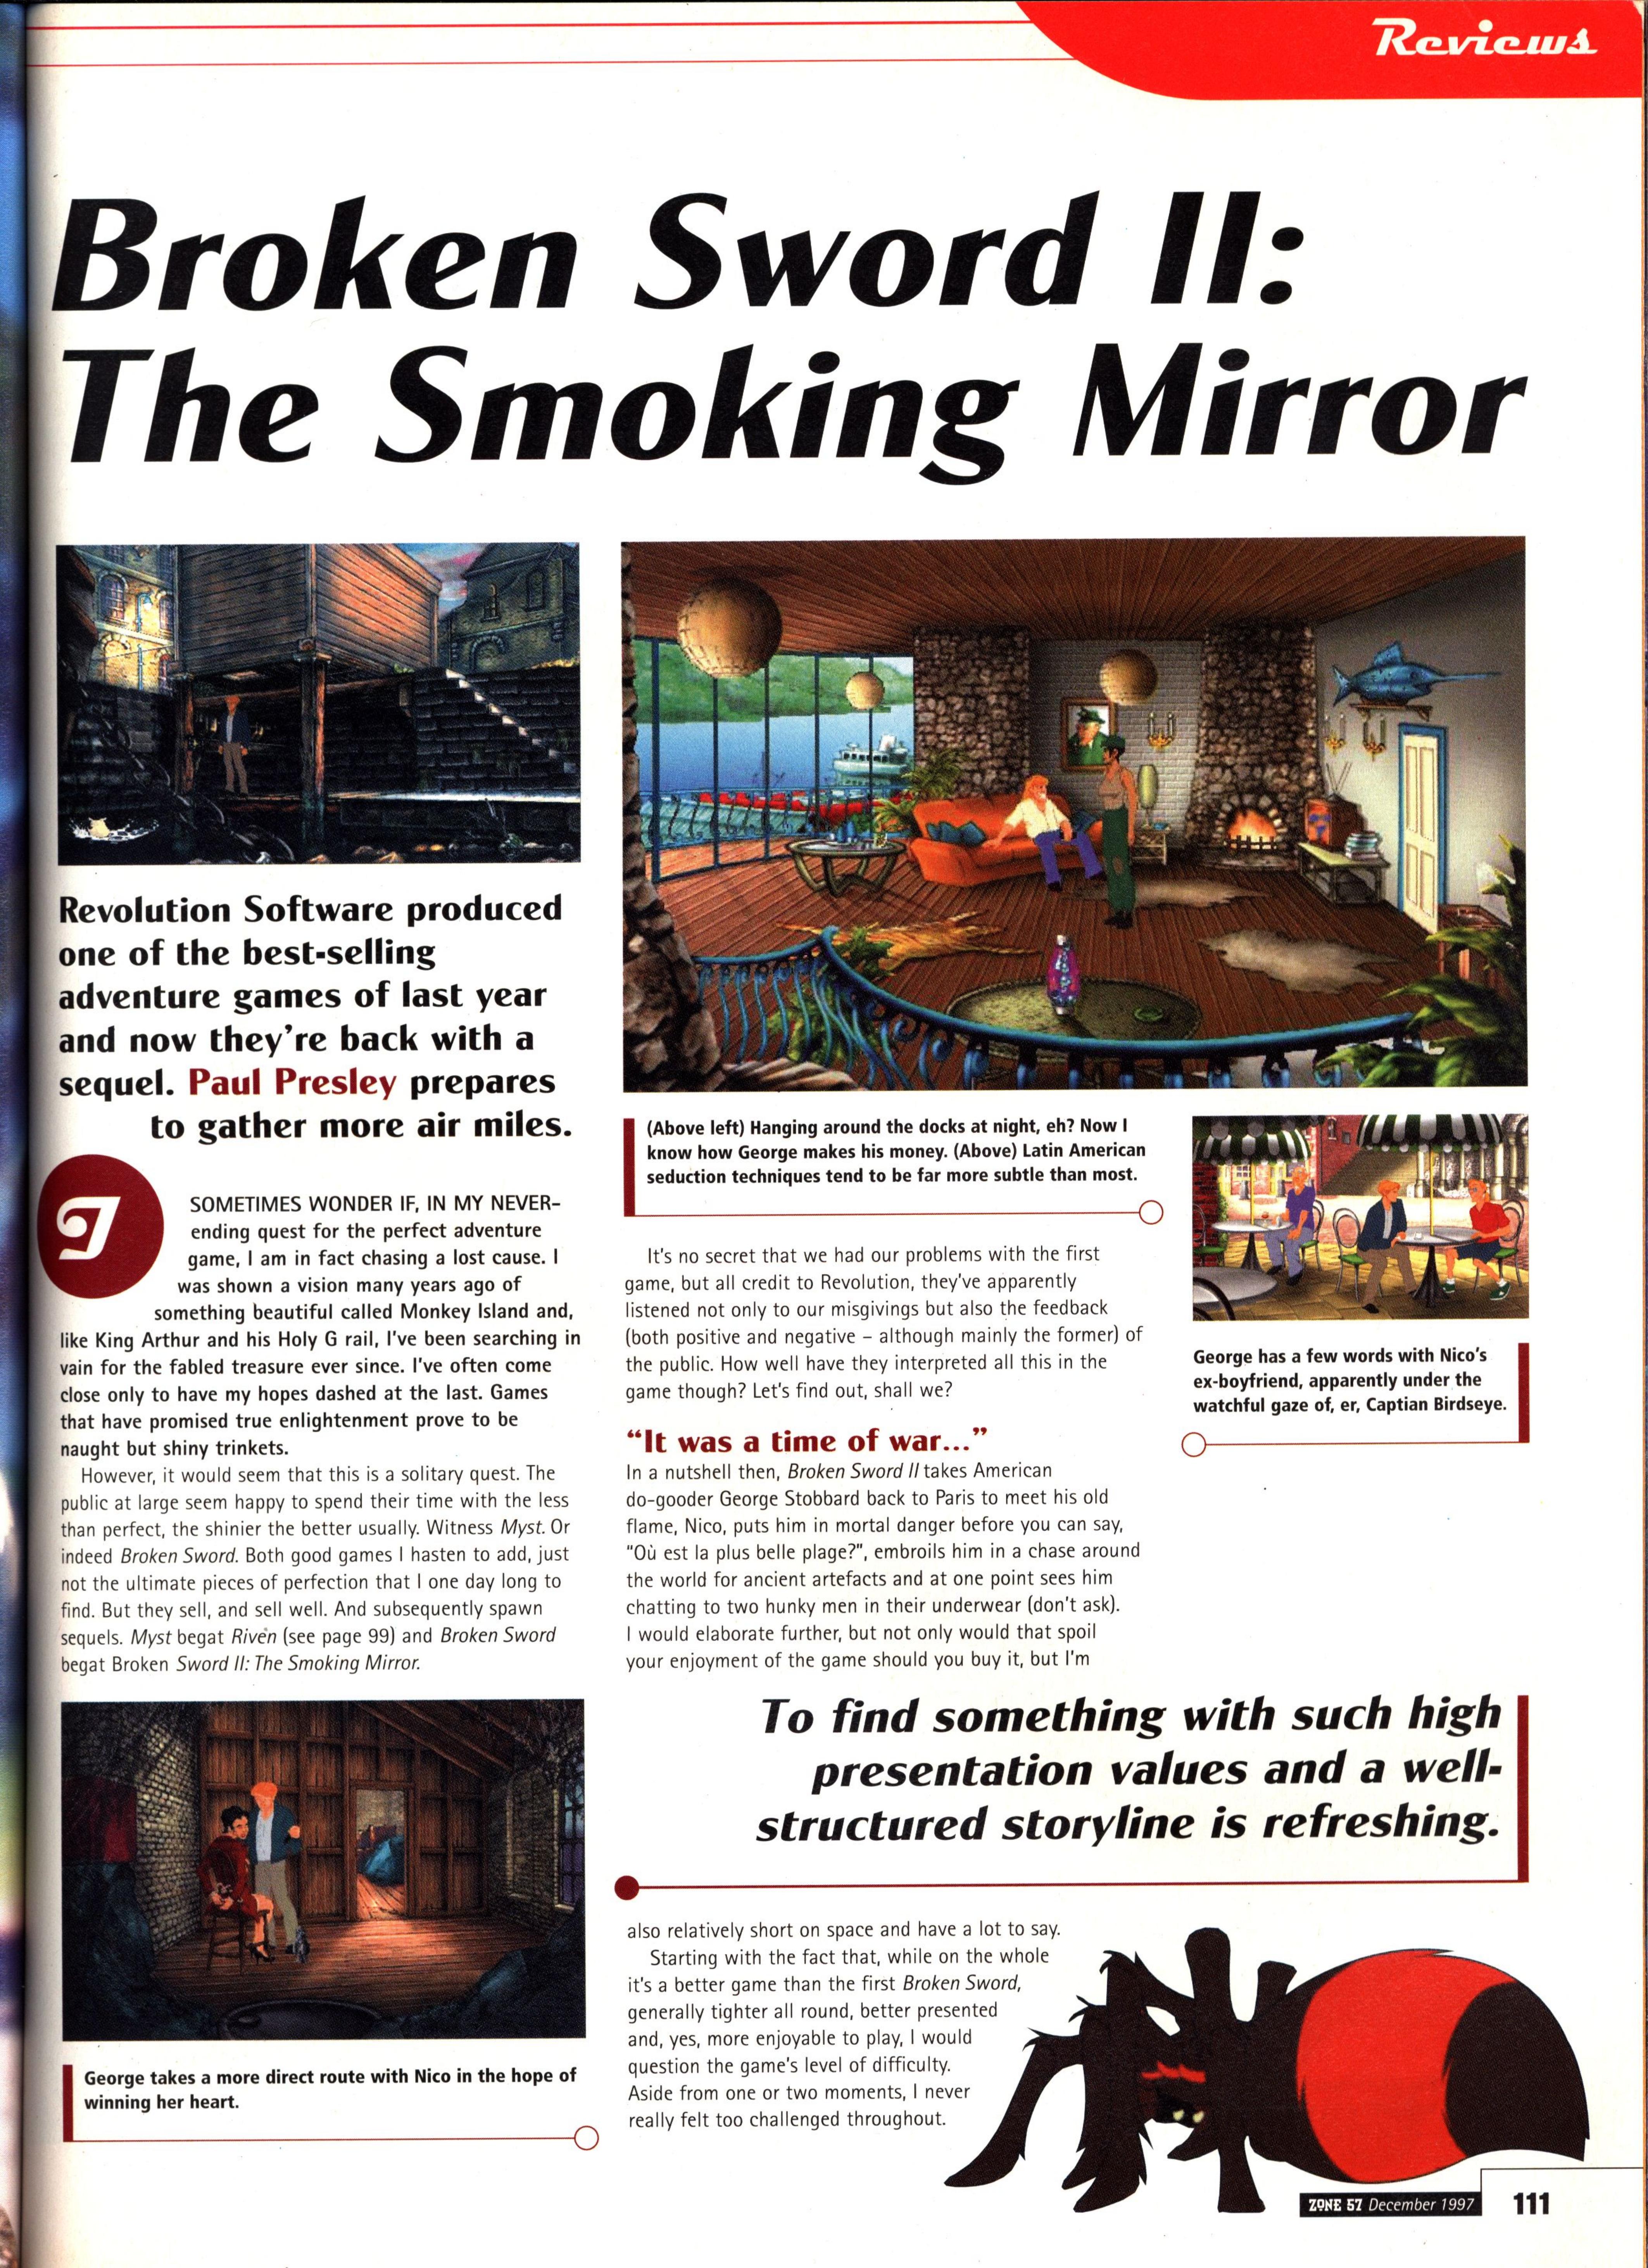 Reviews
Broken Sword II:
The Smoking Mirror
Revolution Software produced
one of the best-selling
adventure games of last year
and now they're back with a
sequel. Paul Presley prepares
to gather more air miles.
I
SOMETIMES WONDER IF, IN MY NEVER-
ending quest for the perfect adventure
game, I am in fact chasing a lost cause. I
was shown a vision many years ago of
something beautiful called Monkey Island and,
like King Arthur and his Holy G rail, I've been searching in
vain for the fabled treasure ever since. I've often come
close only to have my hopes dashed at the last. Games
that have promised true enlightenment prove to be
naught but shiny trinkets.
However, it would seem that this is a solitary quest. The
public at large seem happy to spend their time with the less
than perfect, the shinier the better usually. Witness Myst. Or
indeed Broken Sword. Both good games I hasten to add, just
not the ultimate pieces of perfection that I one day long to
find. But they sell, and sell well. And subsequently spawn
sequels. Myst begat Riven (see page 99) and Broken Sword
begat Broken Sword II: The Smoking Mirror.
George takes a more direct route with Nico in the hope of
winning her heart.
(Above left) Hanging around the docks at night, eh? Now I
know how George makes his money. (Above) Latin American
seduction techniques tend to be far more subtle than most.
It's no secret that we had our problems with the first
game, but all credit to Revolution, they've apparently
listened not only to our misgivings but also the feedback
(both positive and negative – although mainly the former) of
the public. How well have they interpreted all this in the
game though? Let's find out, shall we?
"It was a time of war..."
In a nutshell then, Broken Sword II takes American
do-gooder George Stobbard back to Paris to meet his old
flame, Nico, puts him in mortal danger before you can say,
"Où est la plus belle plage?", embroils him in a chase around
the world for ancient artefacts and at one point sees him
chatting to two hunky men in their underwear (don't ask).
I would elaborate further, but not only would that spoil
your enjoyment of the game should you buy it, but I'm
George has a few words with Nico's
ex-boyfriend, apparently under the
watchful gaze of, er, Captian Birdseye.
To find something with such high
presentation values and a well-
structured storyline is refreshing.
also relatively short on space and have a lot to say.
Starting with the fact that, while on the whole
it's a better game than the first Broken Sword,
generally tighter all round, better presented
and, yes, more enjoyable to play, I would
question the game's level of difficulty.
Aside from one or two moments, I never
really felt too challenged throughout.
ZONE 57 December 1997 111